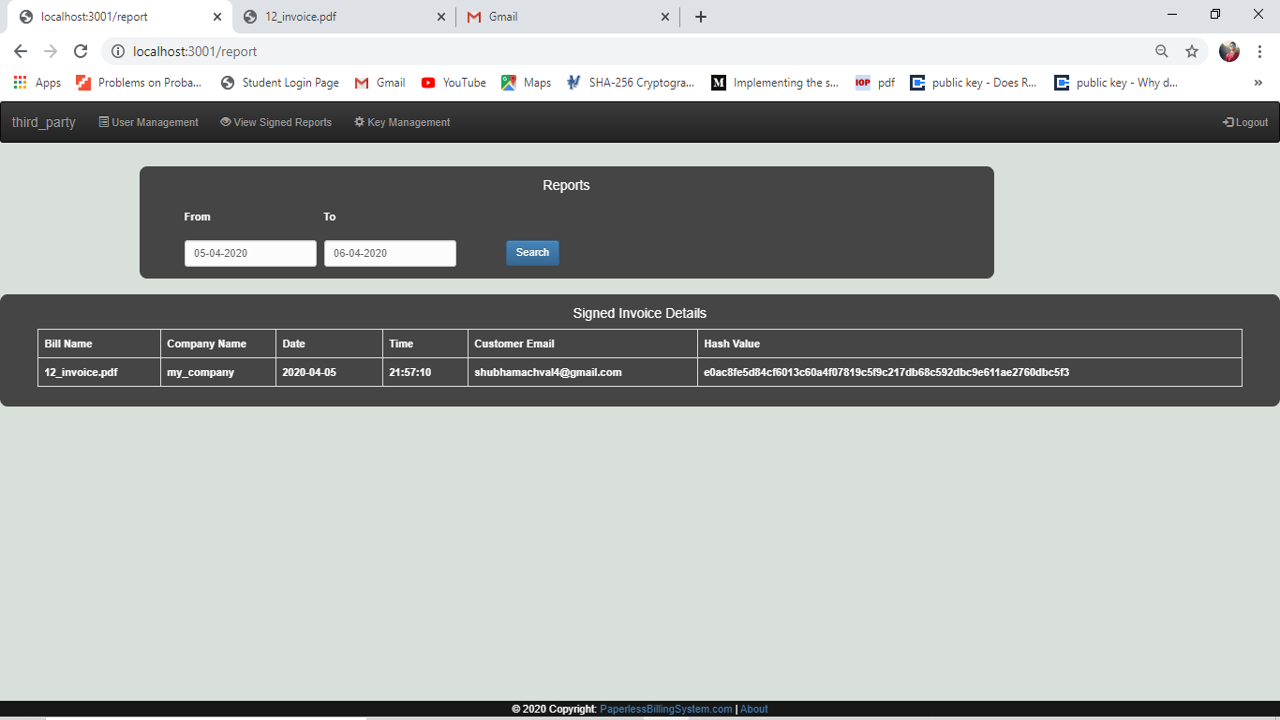 localhost:3001/report 12_invoice.pdf Gmail
localhost:3001/report
Apps Problems on Proba... Student Login Page Gmail YouTube Maps SHA-256 Cryptogra... M Implementing the s... IOP pdf public key - Does R... public key - Why d... »
third_party User Management View Signed Reports Key Management Logout
Reports
From To
05-04-2020 06-04-2020 Search
Signed Invoice Details
Bill Name Company Name Date Time Customer Email Hash Value
12_invoice.pdf my_company 2020-04-05 21:57:10 shubhamachval4@gmail.com e0ac8fe5d84cf6013c60a4f07819c5f9c217db68c592dbc9e611ae2760dbc5f3
© 2020 Copyright: PaperlessBillingSystem.com | About